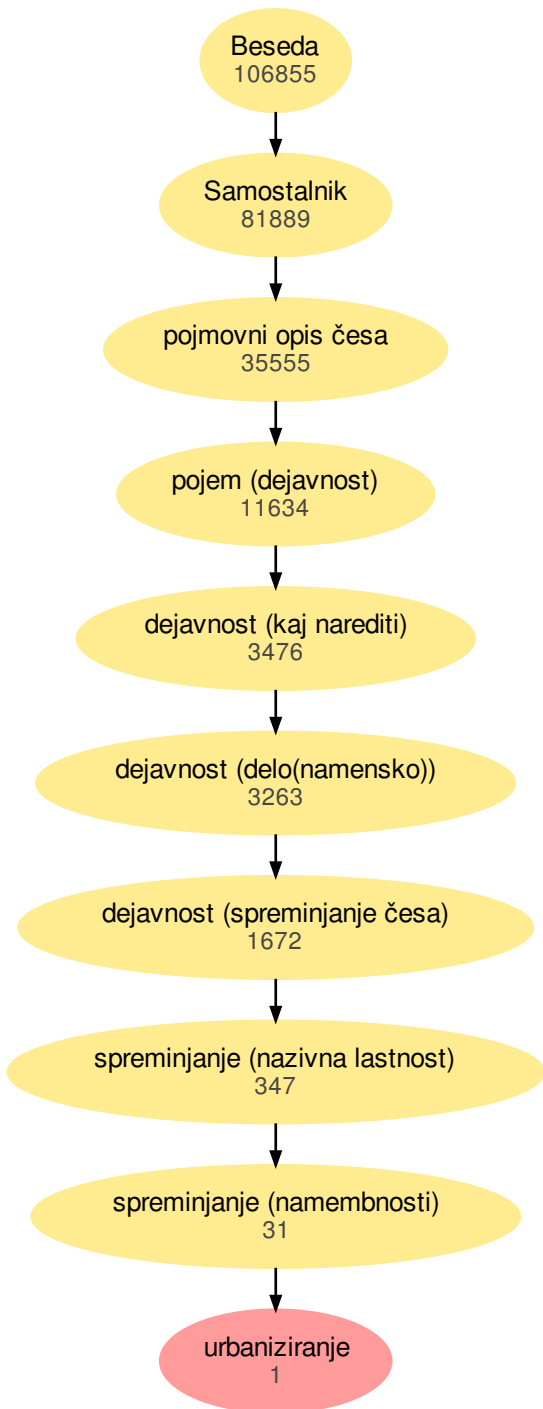 Beseda
106855
Samostalnik
81889
pojmovni opis česa
35555
pojem (dejavnost)
11634
dejavnost (kaj narediti)
3476
dejavnost (delo(namensko))
3263
dejavnost (spreminjanje česa)
1672
spreminjanje (nazivna lastnost)
347
spreminjanje (namembnosti)
31
urbaniziranje
1